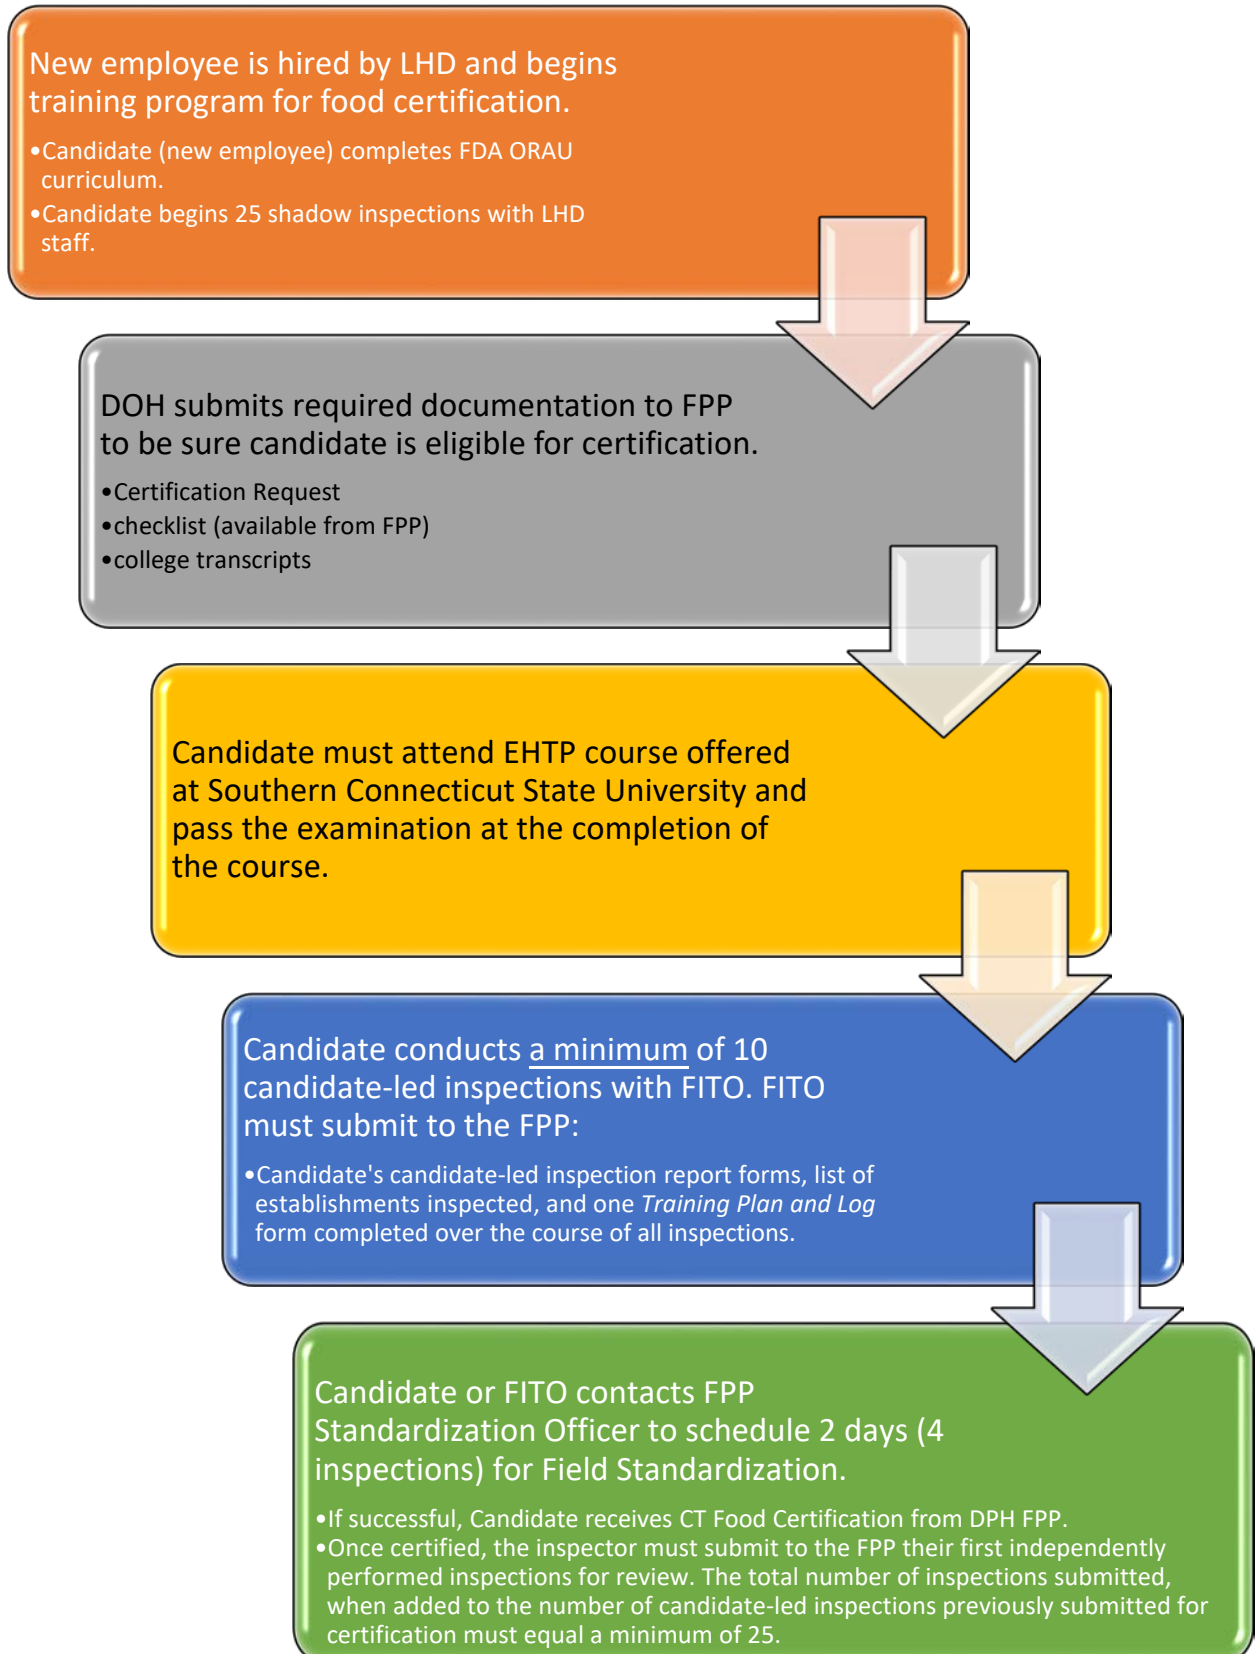 New employee is hired by LHD and begins
training program for food certification.
•Candidate (new employee) completes FDA ORAU
curriculum.
•Candidate begins 25 shadow inspections with LHD
staff.
DOH submits required documentation to FPP
to be sure candidate is eligible for certification.
•Certification Request
•checklist (available from FPP)
•college transcripts
Candidate must attend EHTP course offered
at Southern Connecticut State University and
pass the examination at the completion of
the course.
Candidate conducts a minimum of 10
candidate-led inspections with FITO. FITO
must submit to the FPP:
•Candidate's candidate-led inspection report forms, list of
establishments inspected, and one Training Plan and Log
form completed over the course of all inspections.
Candidate or FITO contacts FPP
Standardization Officer to schedule 2 days (4
inspections) for Field Standardization.
•If successful, Candidate receives CT Food Certification from DPH FPP.
•Once certified, the inspector must submit to the FPP their first independently
performed inspections for review. The total number of inspections submitted,
when added to the number of candidate-led inspections previously submitted for
certification must equal a minimum of 25.